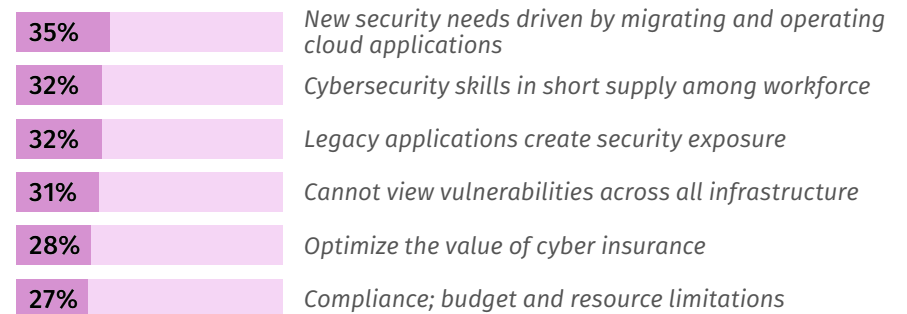 35%
New security needs driven by migrating and operating
cloud applications
32%
Cybersecurity skills in short supply among workforce
32%
Legacy applications create security exposure
31%
Cannot view vulnerabilities across all infrastructure
28%
Optimize the value of cyber insurance
27%
Compliance; budget and resource limitations